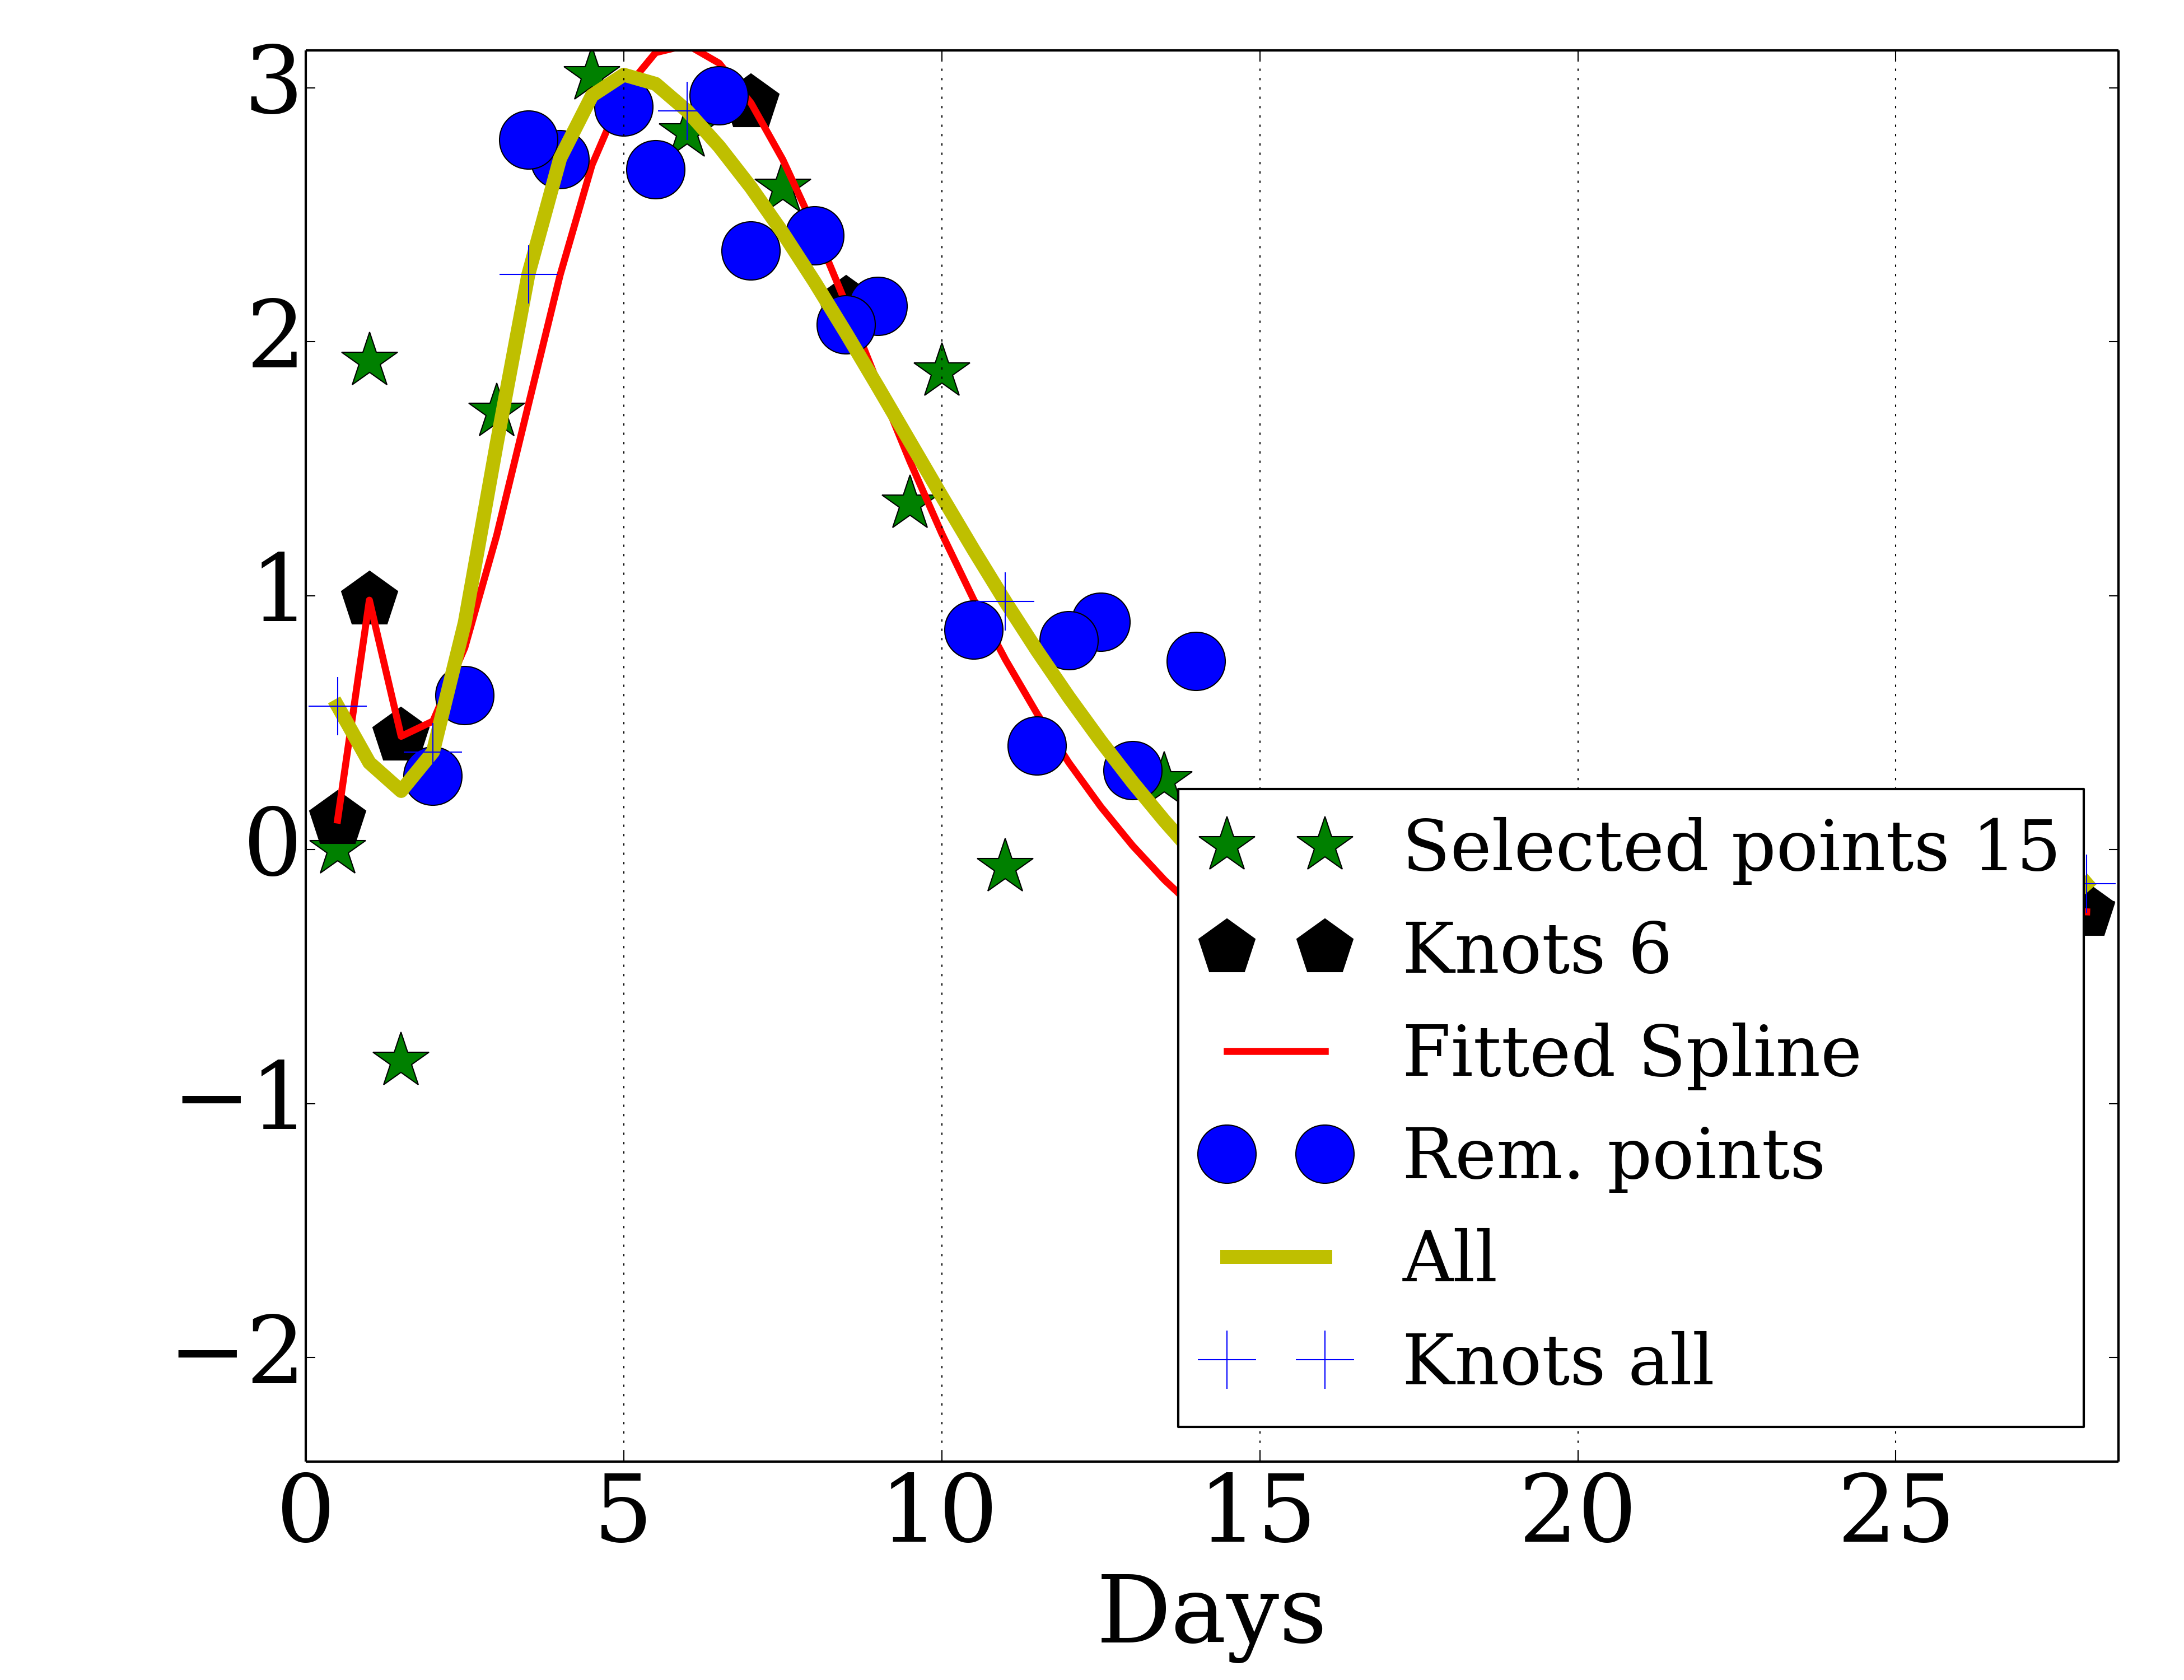 3
2
1
0
−1
−2
Selected points 15
Knots 6
Fitted Spline
Rem. points
All
Knots all
0 5 10 15 20 25
Days